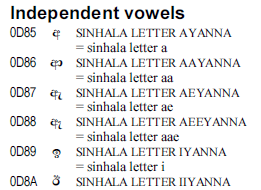 Independent vowels
0D85 අ SINHALA LETTER AYANNA
= sinhala letter a
0D86 ආ SINHALA LETTER AAYANNA
= sinhala letter aa
0D87 ඇ SINHALA LETTER AEYANNA
= sinhala letter ae
0D88 ඈ SINHALA LETTER AEEYANNA
= sinhala letter aae
0D89 ඉ SINHALA LETTER IYANNA
= sinhala letter i
0D8A ඊ SINHALA LETTER IIYANNA